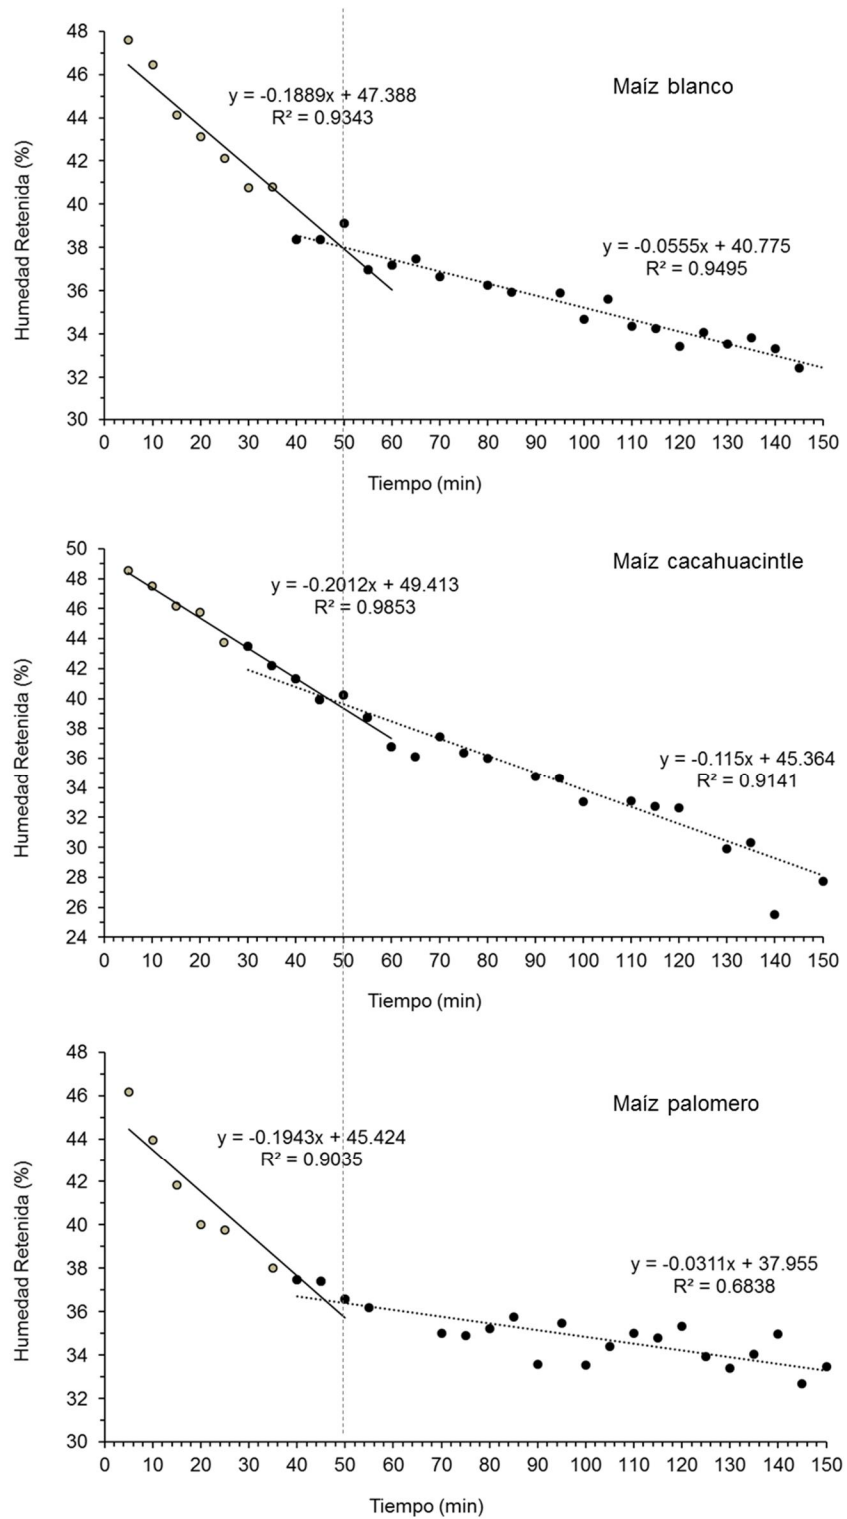 48
46
44
42
40
38
36
34
32
30
Humedad Retenida (%)
y = -0.1889x + 47.388
R² = 0.9343
Maíz blanco
y = -0.0555x + 40.775
R² = 0.9495
0 10 20 30 40 50 60 70 80 90 100 110 120 130 140 150
Tiempo (min)
50
48
46
44
42
40
38
36
34
32
30
28
26
24
Humedad Retenida (%)
Maíz cacahuacintle
y = -0.2012x + 49.413
R² = 0.9853
y = -0.115x + 45.364
R² = 0.9141
0 10 20 30 40 50 60 70 80 90 100 110 120 130 140 150
Tiempo (min)
48
46
44
42
40
38
36
34
32
30
Humedad Retenida (%)
Maíz palomero
y = -0.1943x + 45.424
R² = 0.9035
y = -0.0311x + 37.955
R² = 0.6838
0 10 20 30 40 50 60 70 80 90 100 110 120 130 140 150
Tiempo (min)